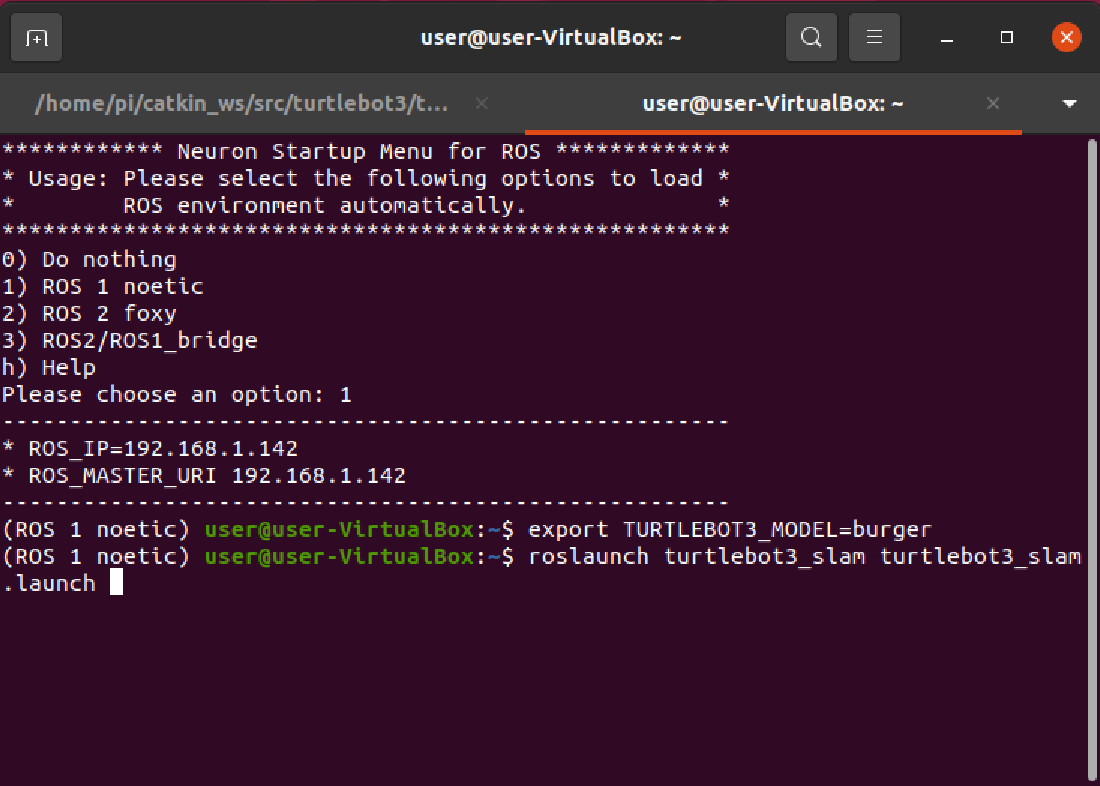 user@user-VirtualBox: ~
/home/pi/catkin_ws/src/turtlebot3/t...
user@user-VirtualBox: ~
************ Neuron Startup Menu for ROS *************
* Usage: Please select the following options to load *
*        ROS environment automatically.              *
******************************************************
0) Do nothing
1) ROS 1 noetic
2) ROS 2 foxy
3) ROS2/ROS1_bridge
h) Help
Please choose an option: 1
------------------------------------------------------
* ROS_IP=192.168.1.142
* ROS_MASTER_URI 192.168.1.142
------------------------------------------------------
(ROS 1 noetic) user@user-VirtualBox:~$ export TURTLEBOT3_MODEL=burger
(ROS 1 noetic) user@user-VirtualBox:~$ roslaunch turtlebot3_slam turtlebot3_slam
.launch